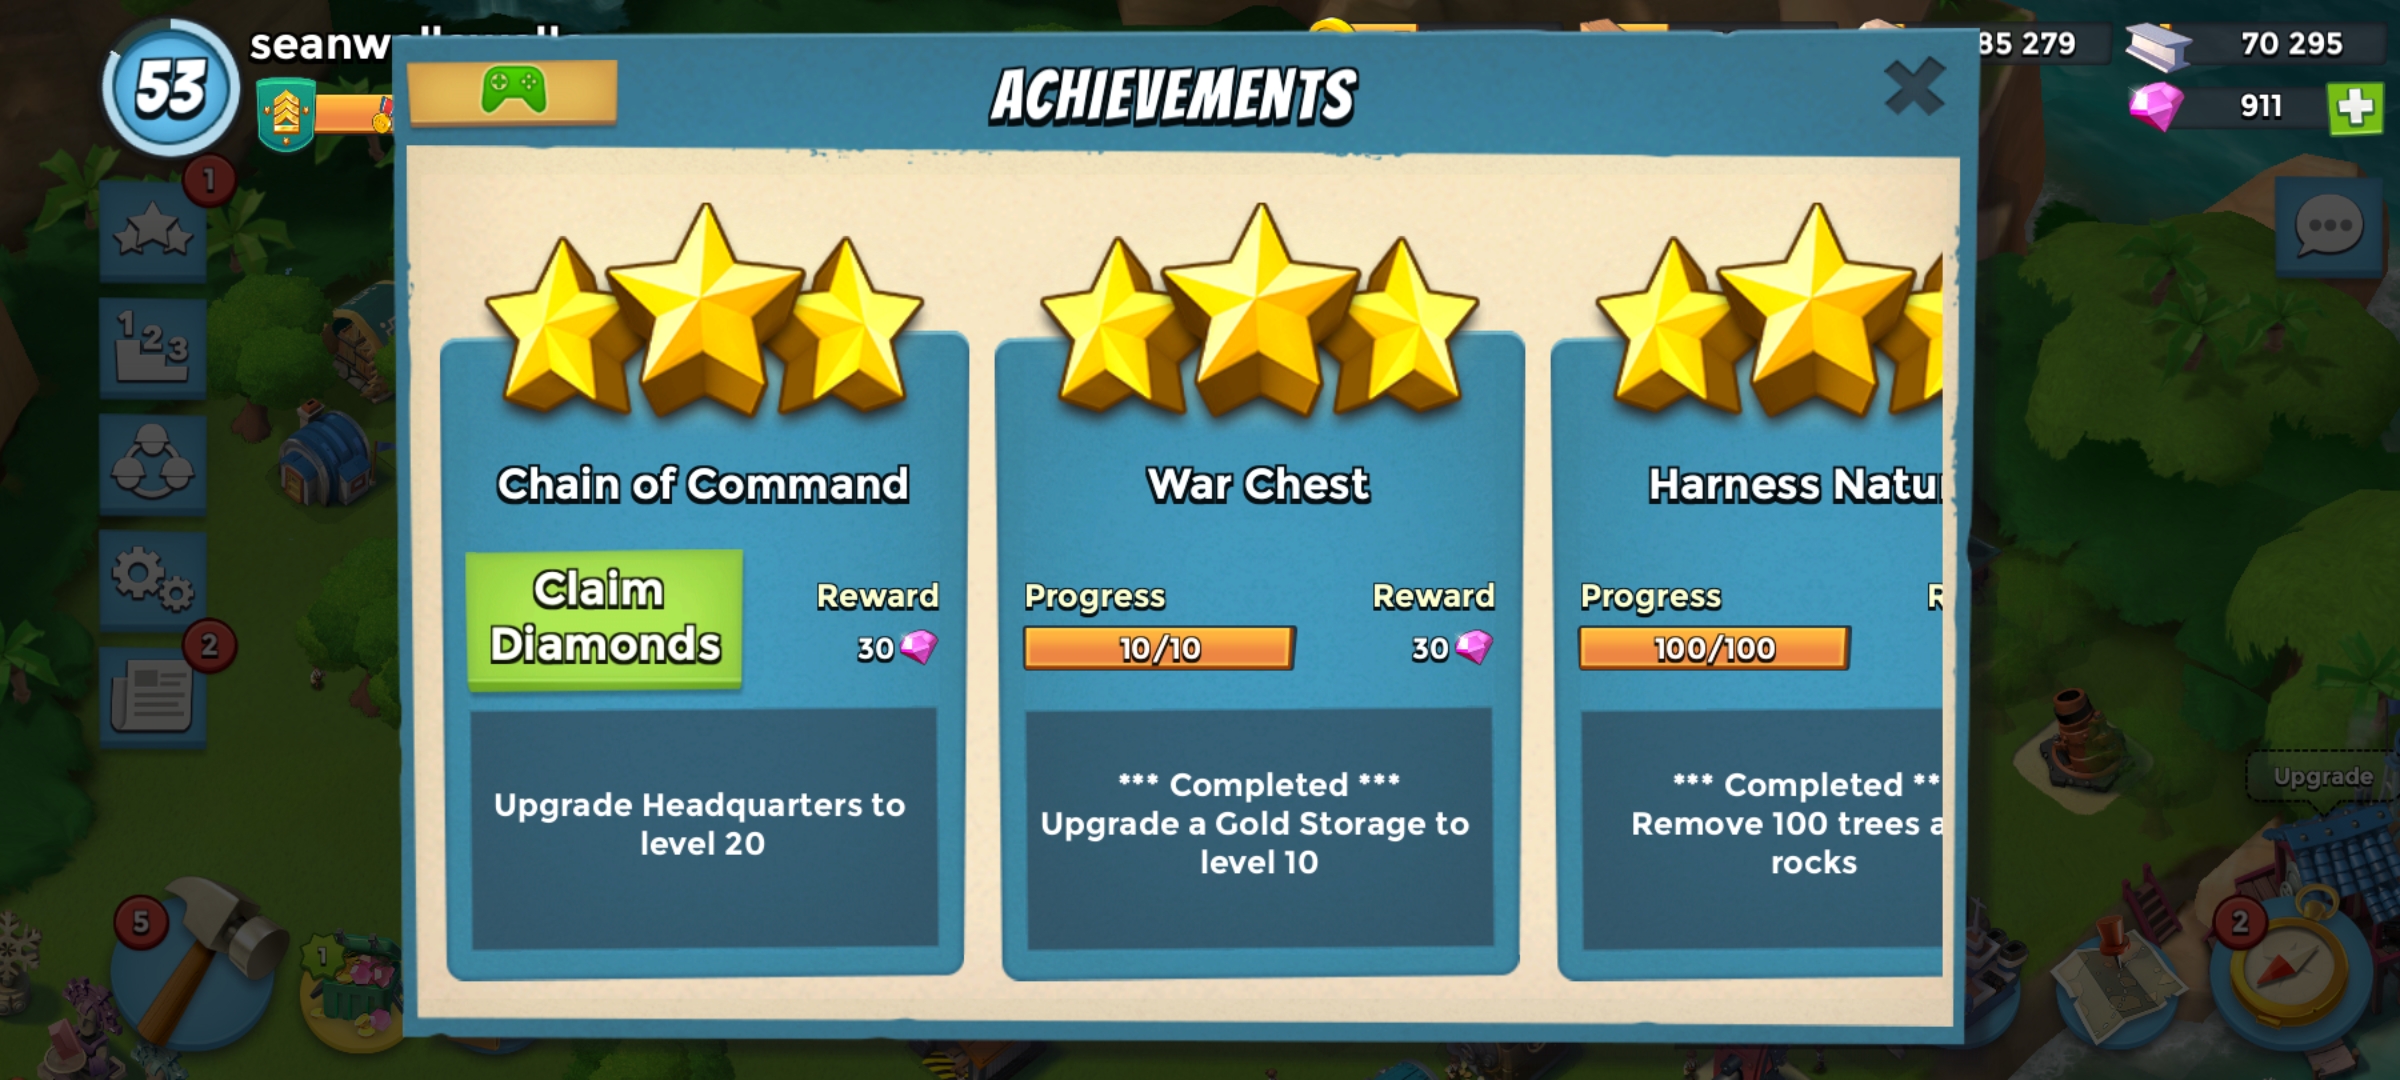 53
ACHIEVEMENTS
85 279
70 295
911
1
1 2 3
2
5
1
2
Upgrade
Chain of Command
Claim
Diamonds
Reward
30
Upgrade Headquarters to
level 20
War Chest
Progress
Reward
10/10
30
*** Completed ***
Upgrade a Gold Storage to
level 10
Harness
Progress
100/100
*** Completed **
Remove 100 trees
rocks